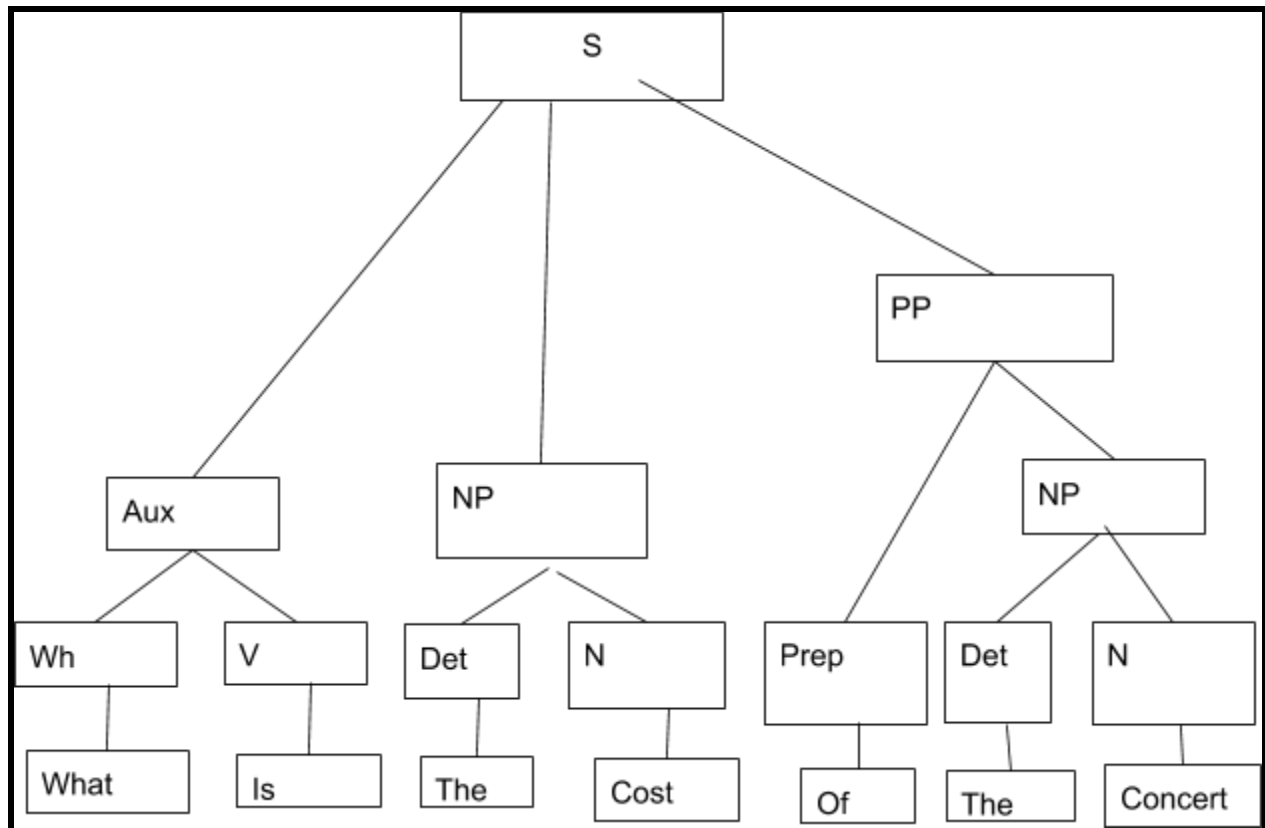 S
PP
Aux NP NP
Wh V Det N Prep Det N
What Is The Cost Of The Concert